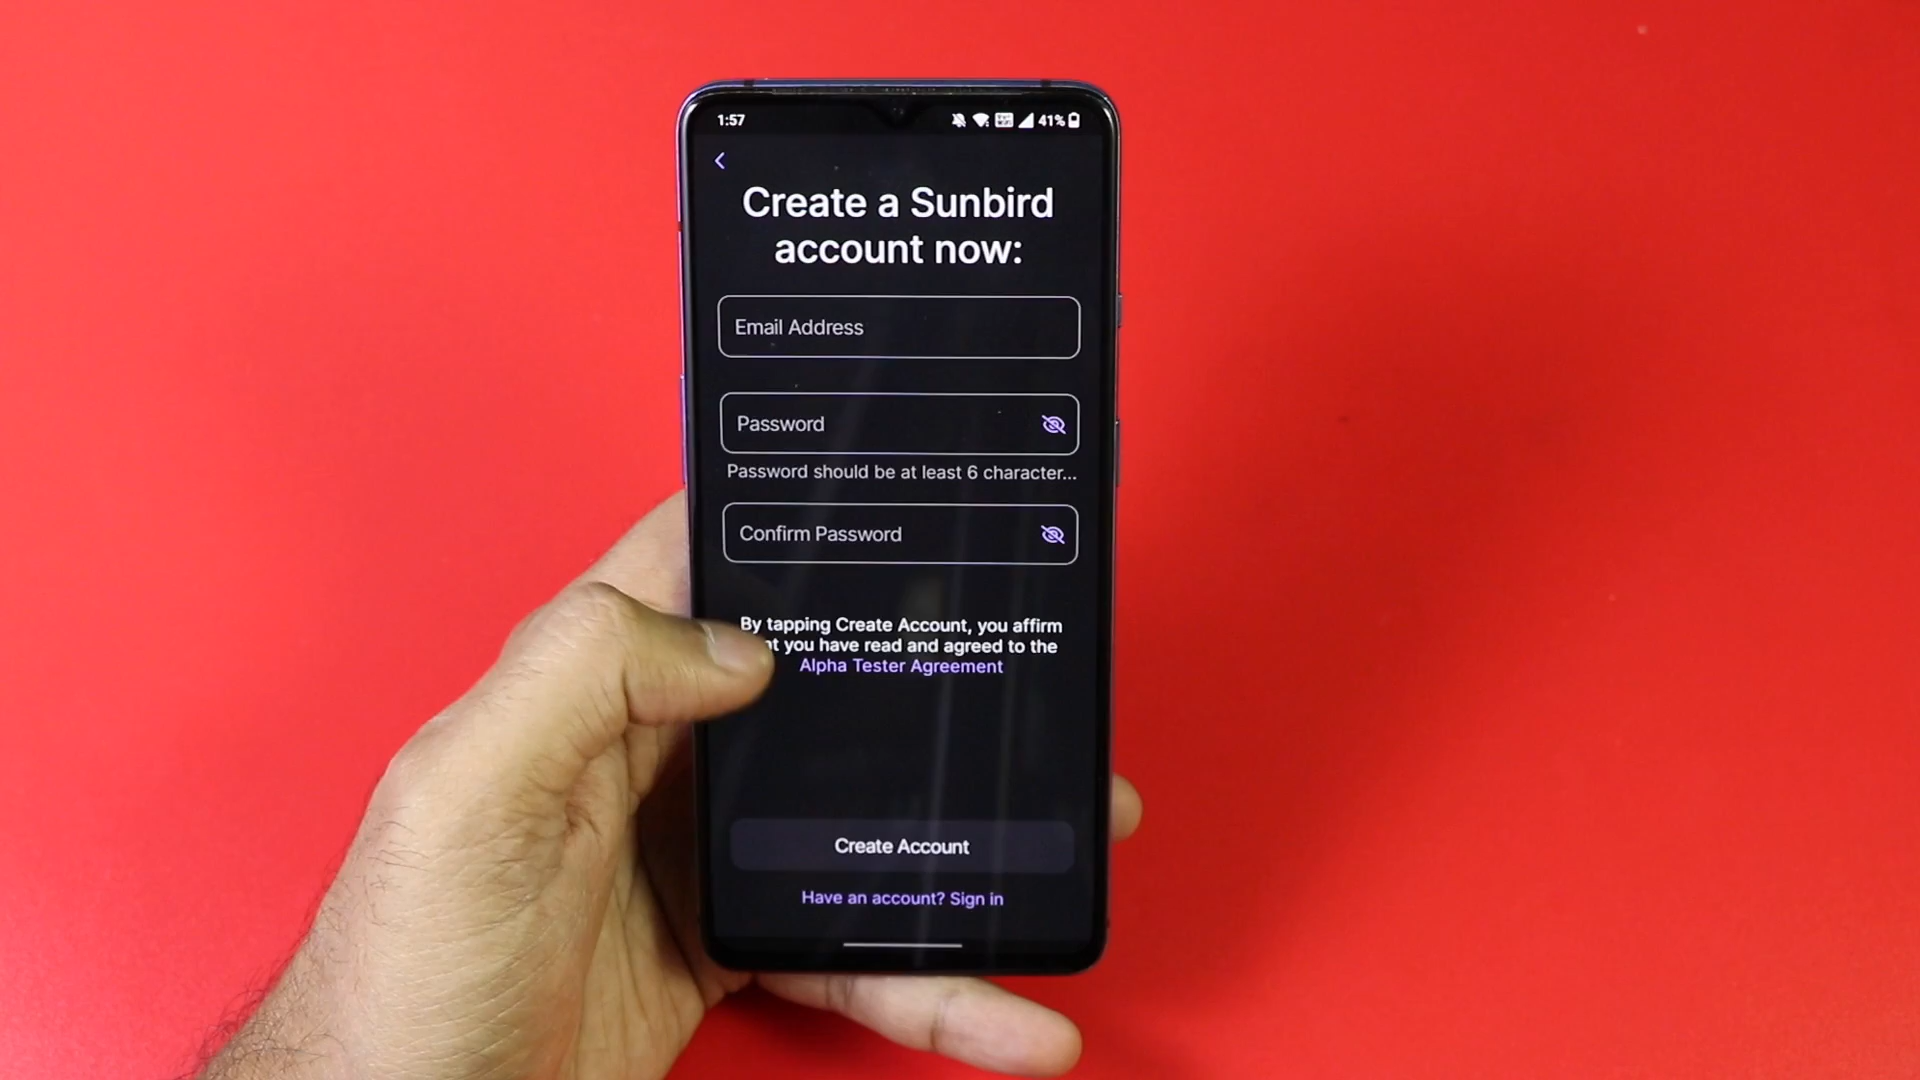 1:57
41%
Create a Sunbird
account now:
Email Address
Password
Password should be at least 6 character...
Confirm Password
By tapping Create Account, you affirm
you have read and agreed to the
Alpha Tester Agreement
Create Account
Have an account? Sign in